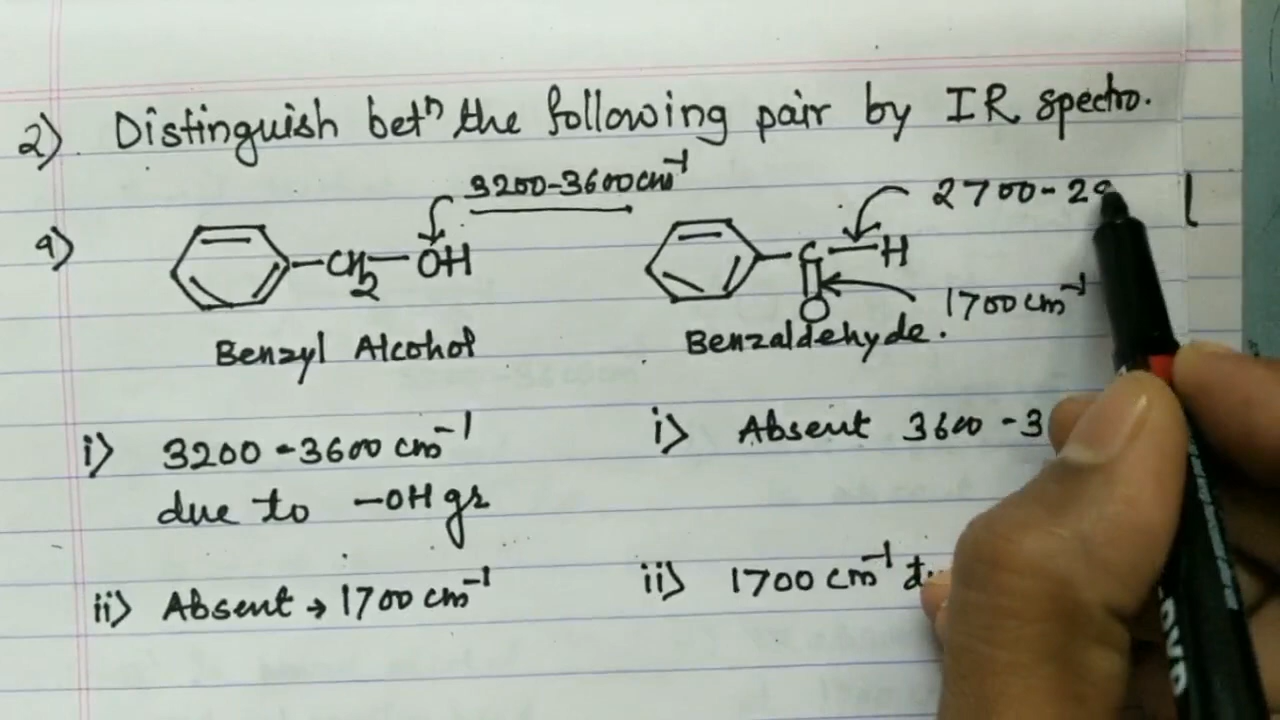 2) Distinguish betⁿ the following pair by IR spectro.
3200-3600 cm⁻¹
2700-2
a)
CH₂ OH
C H
O
1700 cm⁻¹
Benzyl Alcohol
Benzaldehyde.
i) 3200-3600 cm⁻¹
due to -OH gr
i) Absent 3600-3
ii) Absent → 1700 cm⁻¹
ii) 1700 cm⁻¹